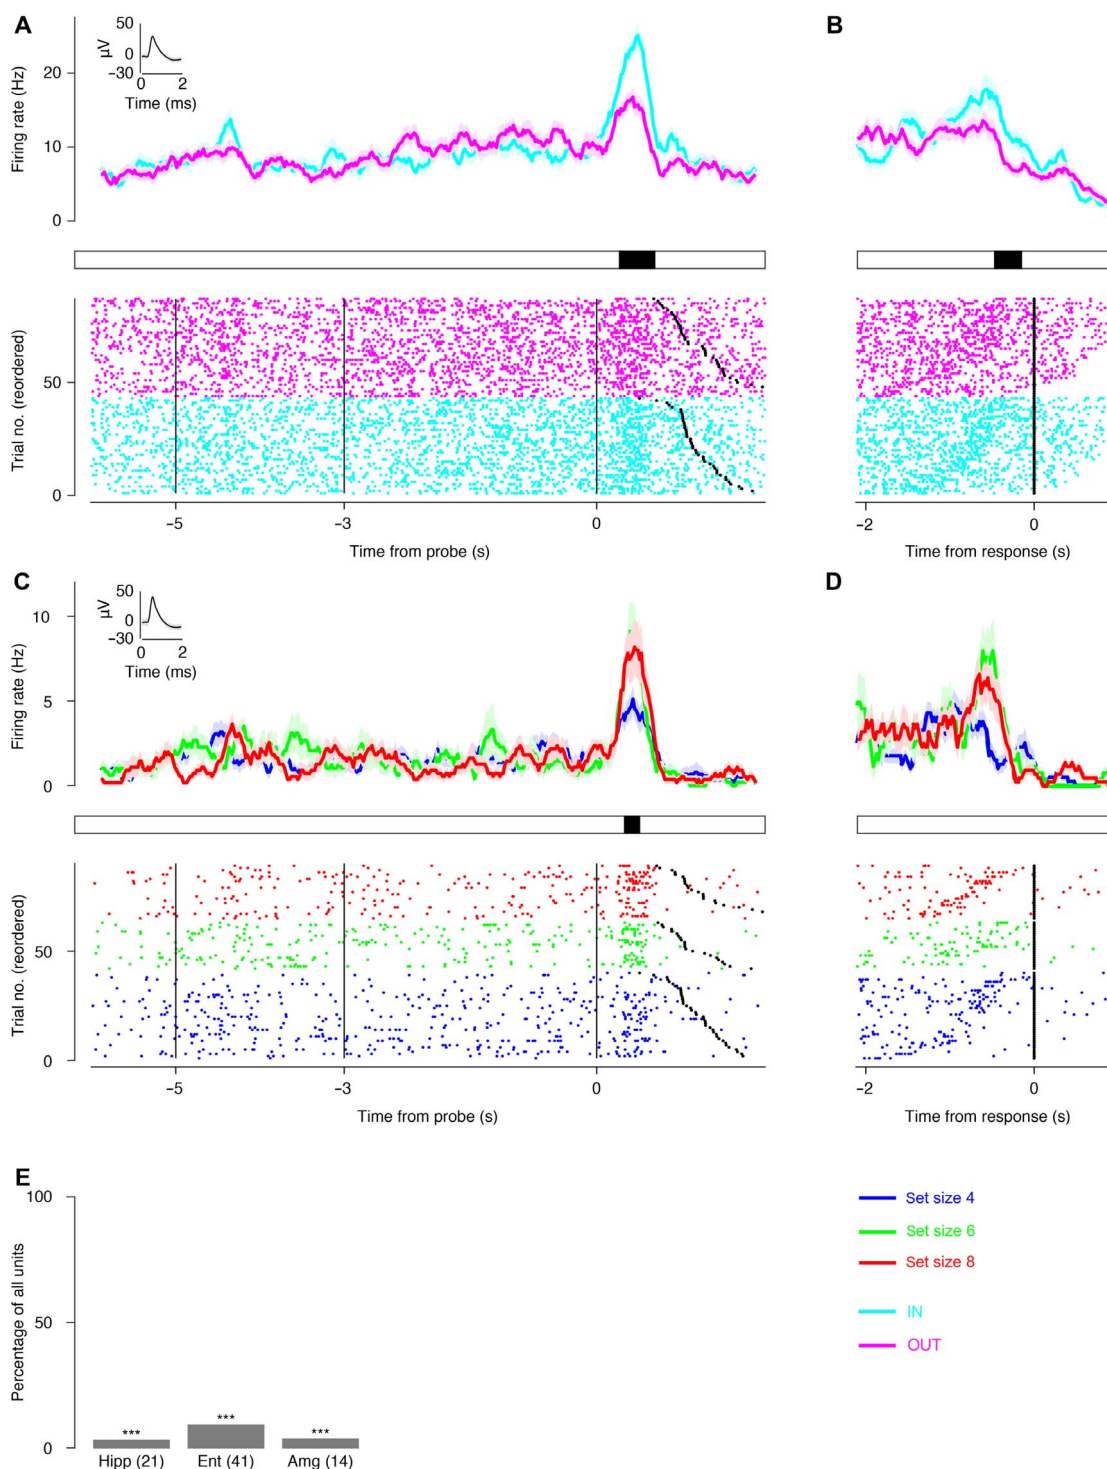 A
B
50
0
−30
µV
0 2
Time (ms)
Firing rate (Hz)
20
10
0
Trial no. (reordered)
50
0
−5 −3 0
Time from probe (s)
−2 0
Time from response (s)
C
D
50
0
−30
µV
0 2
Time (ms)
Firing rate (Hz)
10
5
0
Trial no. (reordered)
50
0
−5 −3 0
Time from probe (s)
−2 0
Time from response (s)
E
Percentage of all units
100
50
0
*** *** ***
Hipp (21) Ent (41) Amg (14)
Set size 4
Set size 6
Set size 8
IN
OUT